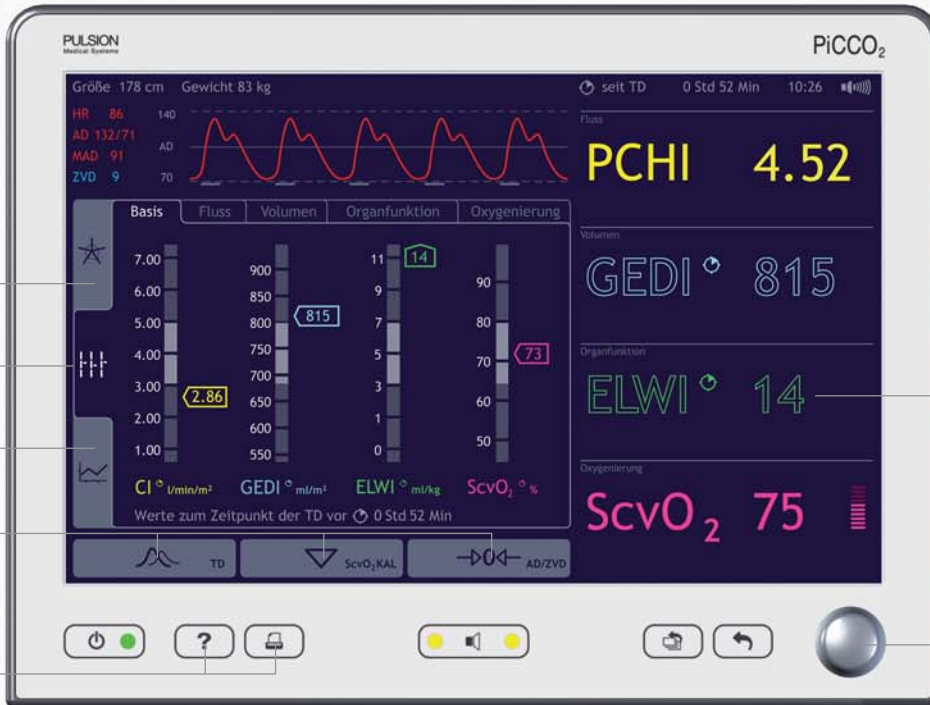 PULSION
Medical Systems
PiCCO₂
Größe 178 cm Gewicht 83 kg
seit TD 0 Std 52 Min 10:26
HR 86
AD 132/71
MAD 91
ZVD 9
140
AD
70
Basis Fluss Volumen Organfunktion Oxygenierung
7.00
6.00
5.00
4.00
3.00
2.00
1.00
2.86
900
850
800
750
700
650
600
550
815
11
9
7
5
3
1
0
14
90
80
70
60
50
73
CI l/min/m² GEDI ml/m² ELWI ml/kg ScvO₂ %
Werte zum Zeitpunkt der TD vor 0 Std 52 Min
TD ScvO₂KAL AD/ZVD
Fluss
PCHI 4.52
Volumen
GEDI 815
Organfunktion
ELWI 14
Oxygenierung
ScvO₂ 75
?